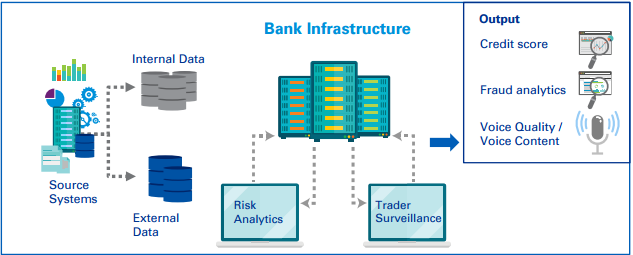 Bank Infrastructure
Output
Credit score
Fraud analytics
Voice Quality /
Voice Content
Internal Data
Source
Systems
External
Data
Risk
Analytics
Trader
Surveillance